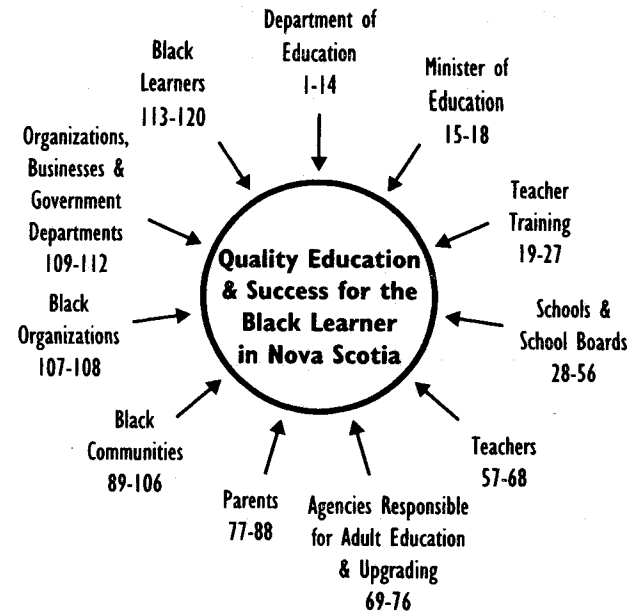 Department of
Education
1-14
Minister of
Education
15-18
Teacher
Training
19-27
Schools &
School Boards
28-56
Teachers
57-68
Agencies Responsible
for Adult Education
& Upgrading
69-76
Parents
77-88
Black
Communities
89-106
Black
Organizations
107-108
Organizations,
Businesses &
Government
Departments
109-112
Black
Learners
113-120
Quality Education
& Success for the
Black Learner
in Nova Scotia